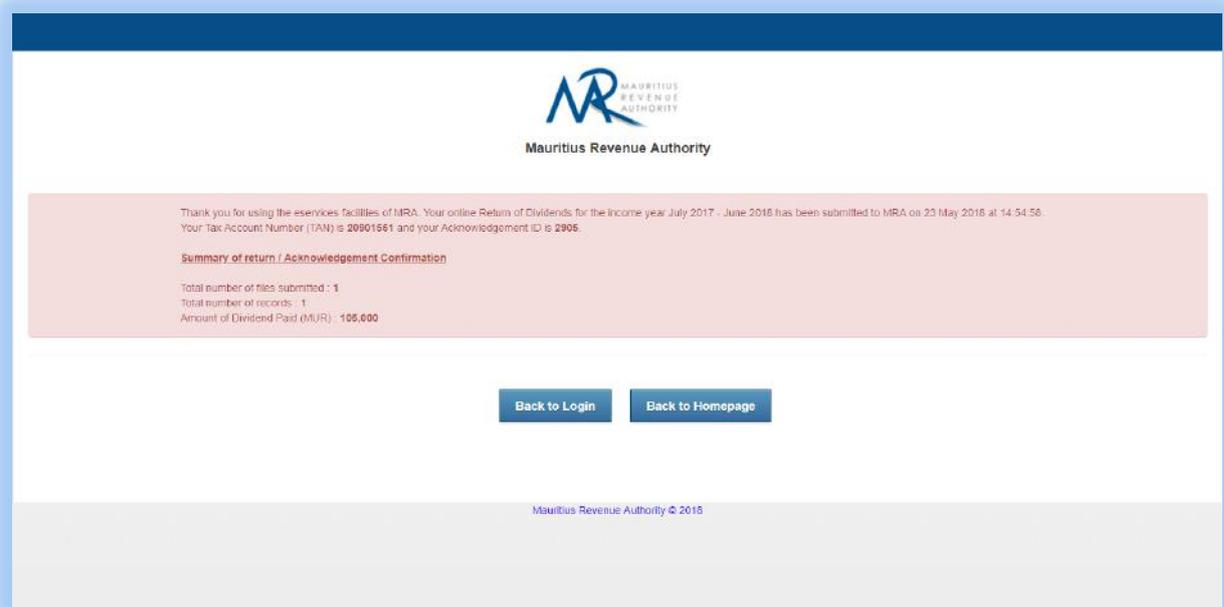 MAURITIUS
REVENUE
AUTHORITY
Mauritius Revenue Authority
Thank you for using the eservices facilities of MRA. Your online Return of Dividends for the income year July 2017 - June 2018 has been submitted to MRA on 23 May 2018 at 14:54:58.
Your Tax Account Number (TAN) is 20901561 and your Acknowledgement ID is 2905.
Summary of return / Acknowledgement Confirmation
Total number of files submitted : 1
Total number of records : 1
Amount of Dividend Paid (MUR) : 105,000
Back to Login Back to Homepage
Mauritius Revenue Authority © 2018